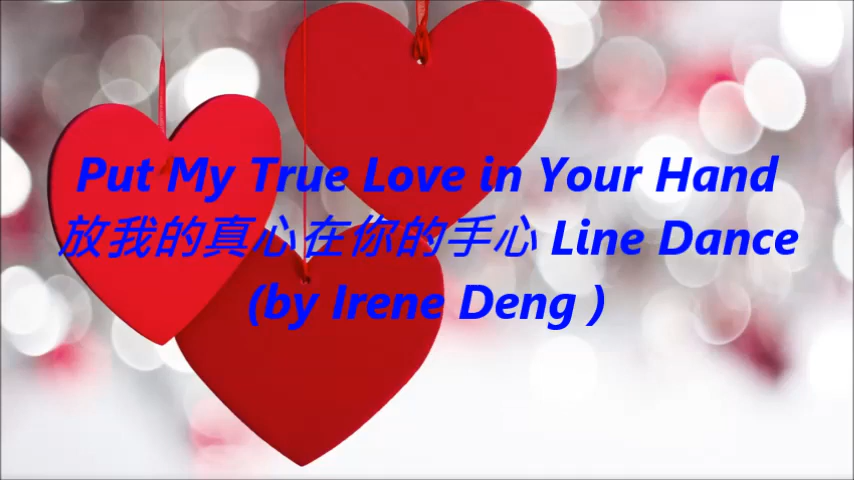 Put My True Love in Your Hand
放我的真心在你的手心 Line Dance
(by Irene Deng )